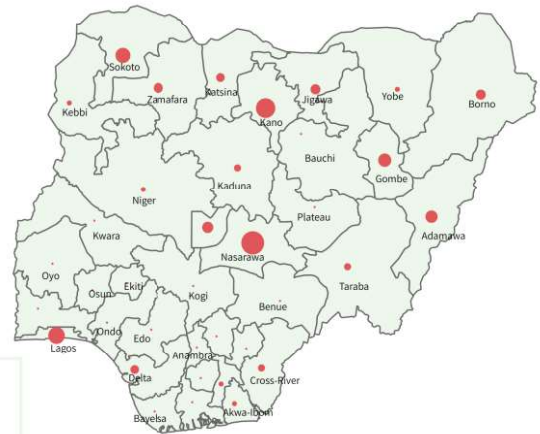 Sokoto
Katsina
Zamafara
Jigawa
Yobe
Borno
Kebbi
Kano
Bauchi
Gombe
Kaduna
Niger
Plateau
Kwara
Adamawa
Nasarawa
Oyo
Taraba
Ekiti
Osun
Kogi
Benue
Ondo
Edo
Lagos
Anambra
Delta
Cross-River
Bayelsa
Akwa-Ibom